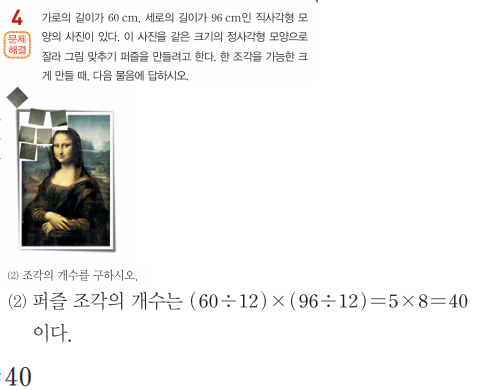 4 가로의 길이가 60 cm, 세로의 길이가 96 cm인 직사각형 모
문제
해결
양의 사진이 있다. 이 사진을 같은 크기의 정사각형 모양으로
잘라 그림 맞추기 퍼즐을 만들려고 한다. 한 조각을 가능한 크
게 만들 때, 다음 물음에 답하시오.
(2) 조각의 개수를 구하시오.
(2) 퍼즐 조각의 개수는 (60÷12)×(96÷12)=5×8=40
이다.
40